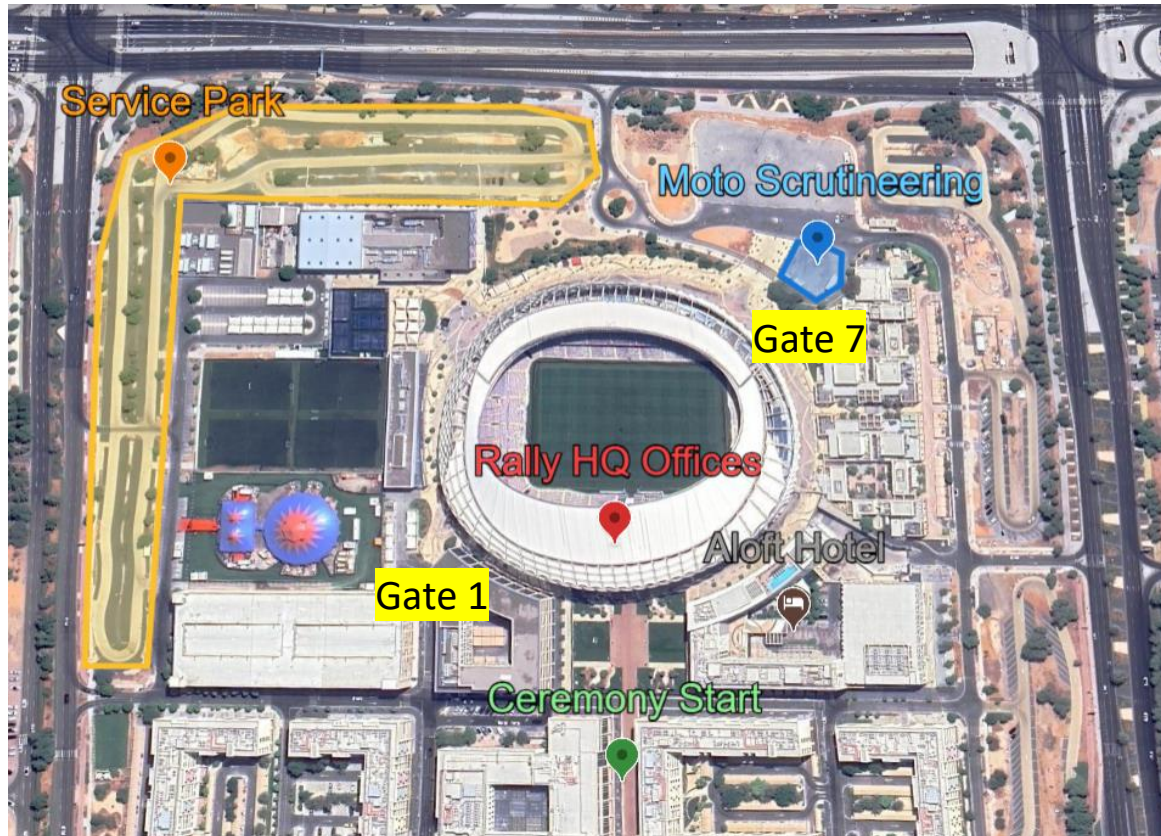 Service Park
Moto Scrutineering
Gate 7
Rally HQ Offices
Aloft Hotel
Gate 1
Ceremony Start